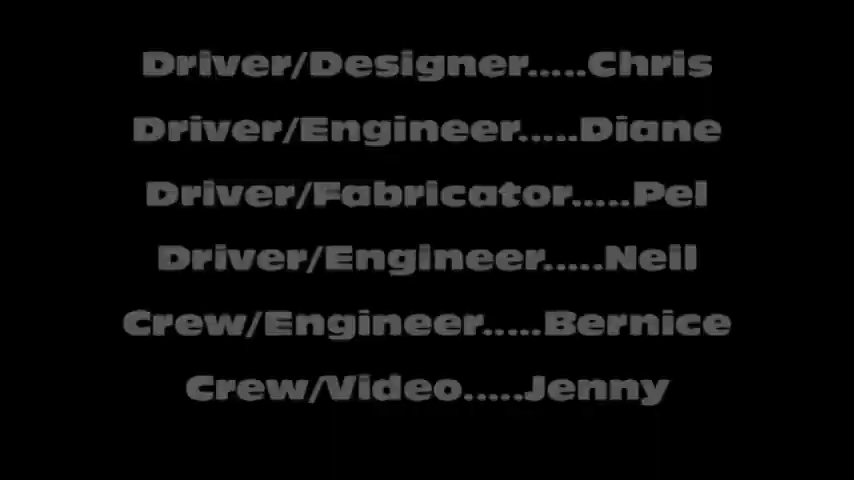 Driver/Designer.....Chris
Driver/Engineer.....Diane
Driver/Fabricator.....Pel
Driver/Engineer.....Neil
Crew/Engineer.....Bernice
Crew/Video.....Jenny